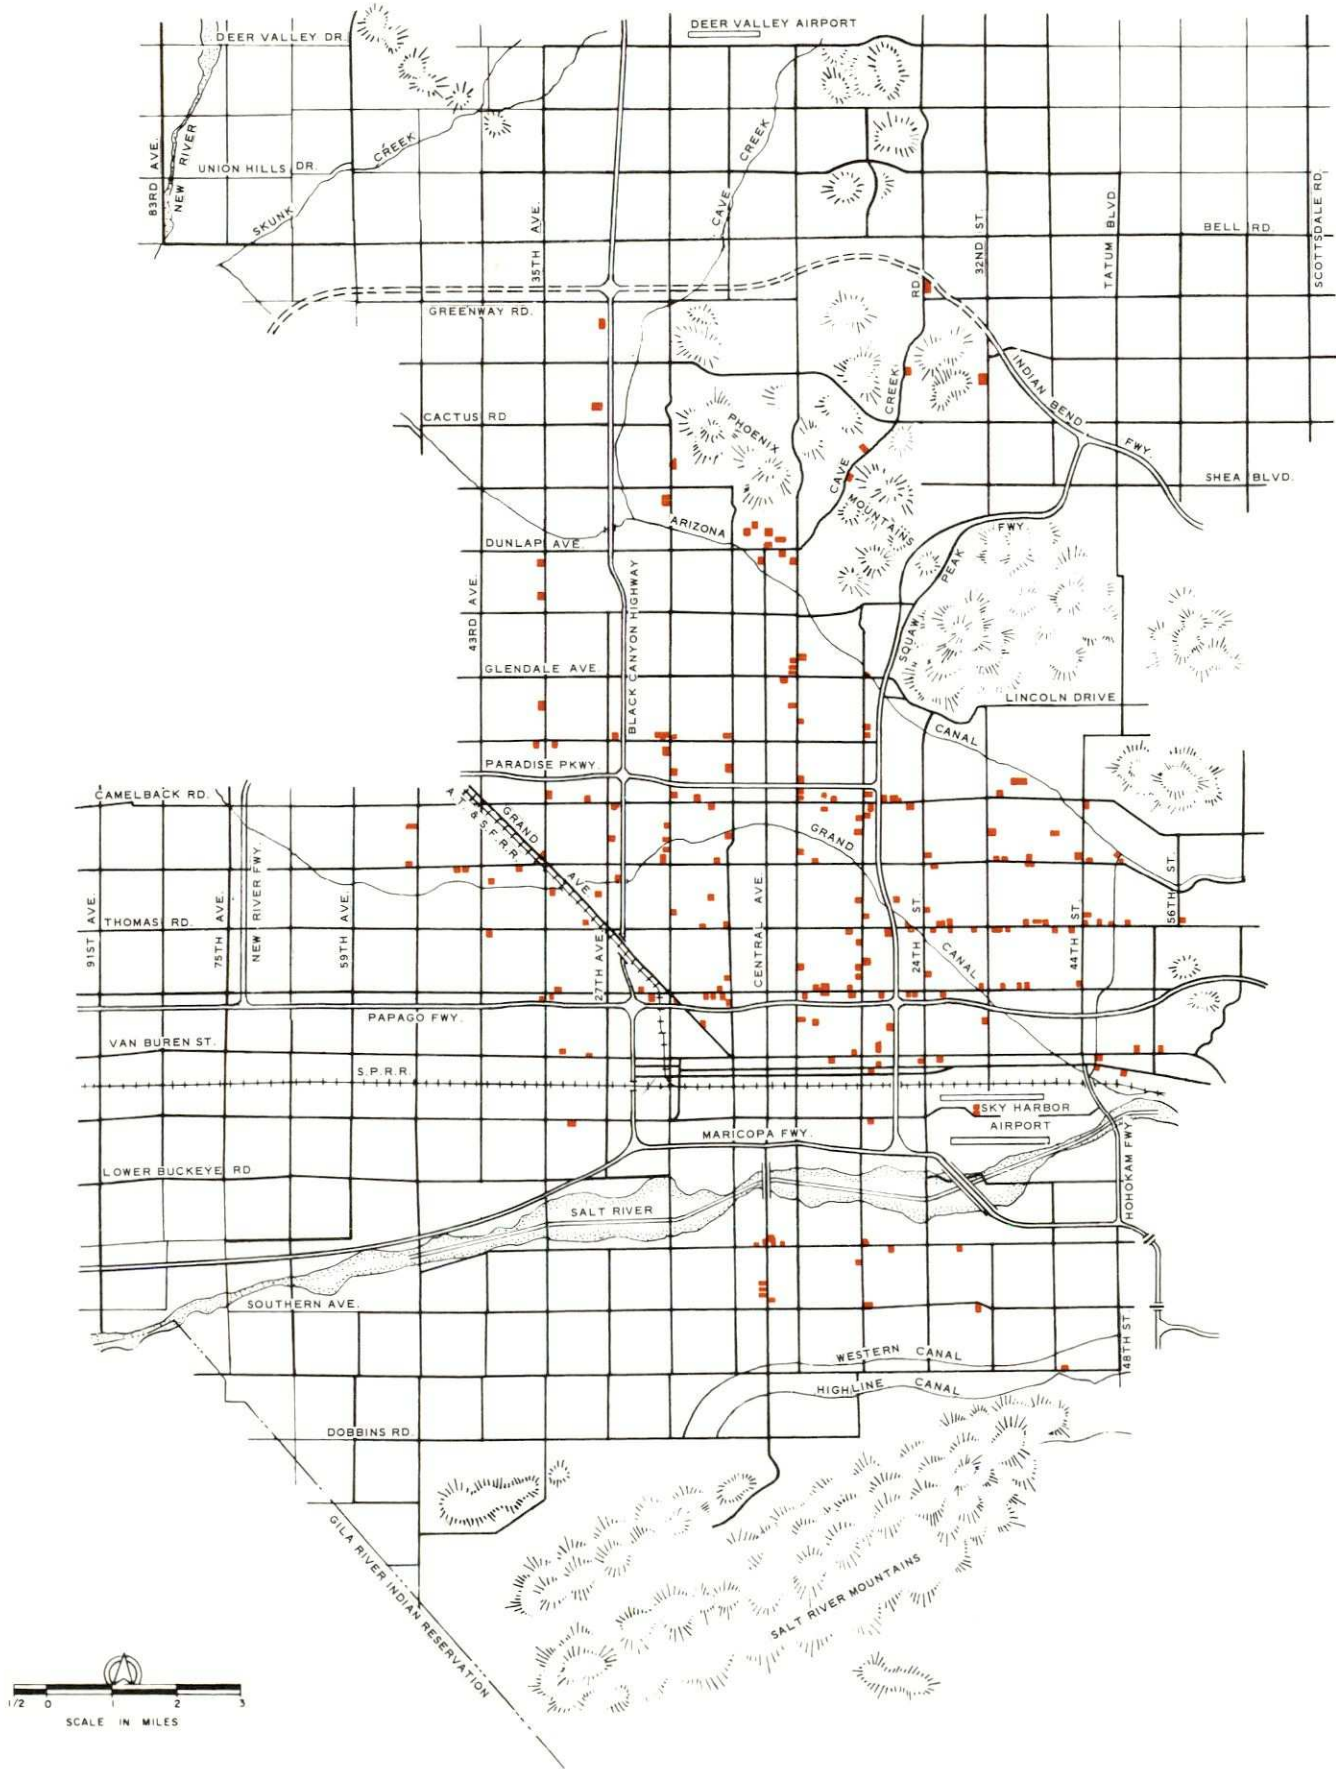 DEER VALLEY AIRPORT
DEER VALLEY DR.
83RD AVE.
NEW RIVER
UNION HILLS DR.
SKUNK CREEK
35TH AVE.
CAVE CREEK
32ND ST.
TATUM BLVD
BELL RD.
SCOTTSDALE RD.
GREENWAY RD.
CAVE CREEK RD
INDIAN BEND FWY.
CACTUS RD
PHOENIX MOUNTAINS
SHEA BLVD.
ARIZONA CANAL
DUNLAP AVE.
SQUAW PEAK FWY.
43RD AVE.
BLACK CANYON HIGHWAY
GLENDALE AVE.
LINCOLN DRIVE
PARADISE PKWY.
CAMELBACK RD.
GRAND AVE
A.T. & S.F. R.R.
GRAND CANAL
NEW RIVER FWY.
91ST AVE.
THOMAS RD.
75TH AVE.
59TH AVE.
27TH AVE.
CENTRAL AVE
24TH ST.
44TH ST.
56TH ST.
PAPAGO FWY.
VAN BUREN ST.
S.P.R.R.
SKY HARBOR
AIRPORT
MARICOPA FWY.
HOHOKAM FWY.
LOWER BUCKEYE RD
SALT RIVER
SOUTHERN AVE.
48TH ST.
WESTERN CANAL
HIGHLINE CANAL
DOBBINS RD.
GILA RIVER INDIAN RESERVATION
SALT RIVER MOUNTAINS
1/2 0 1 2 3
SCALE IN MILES